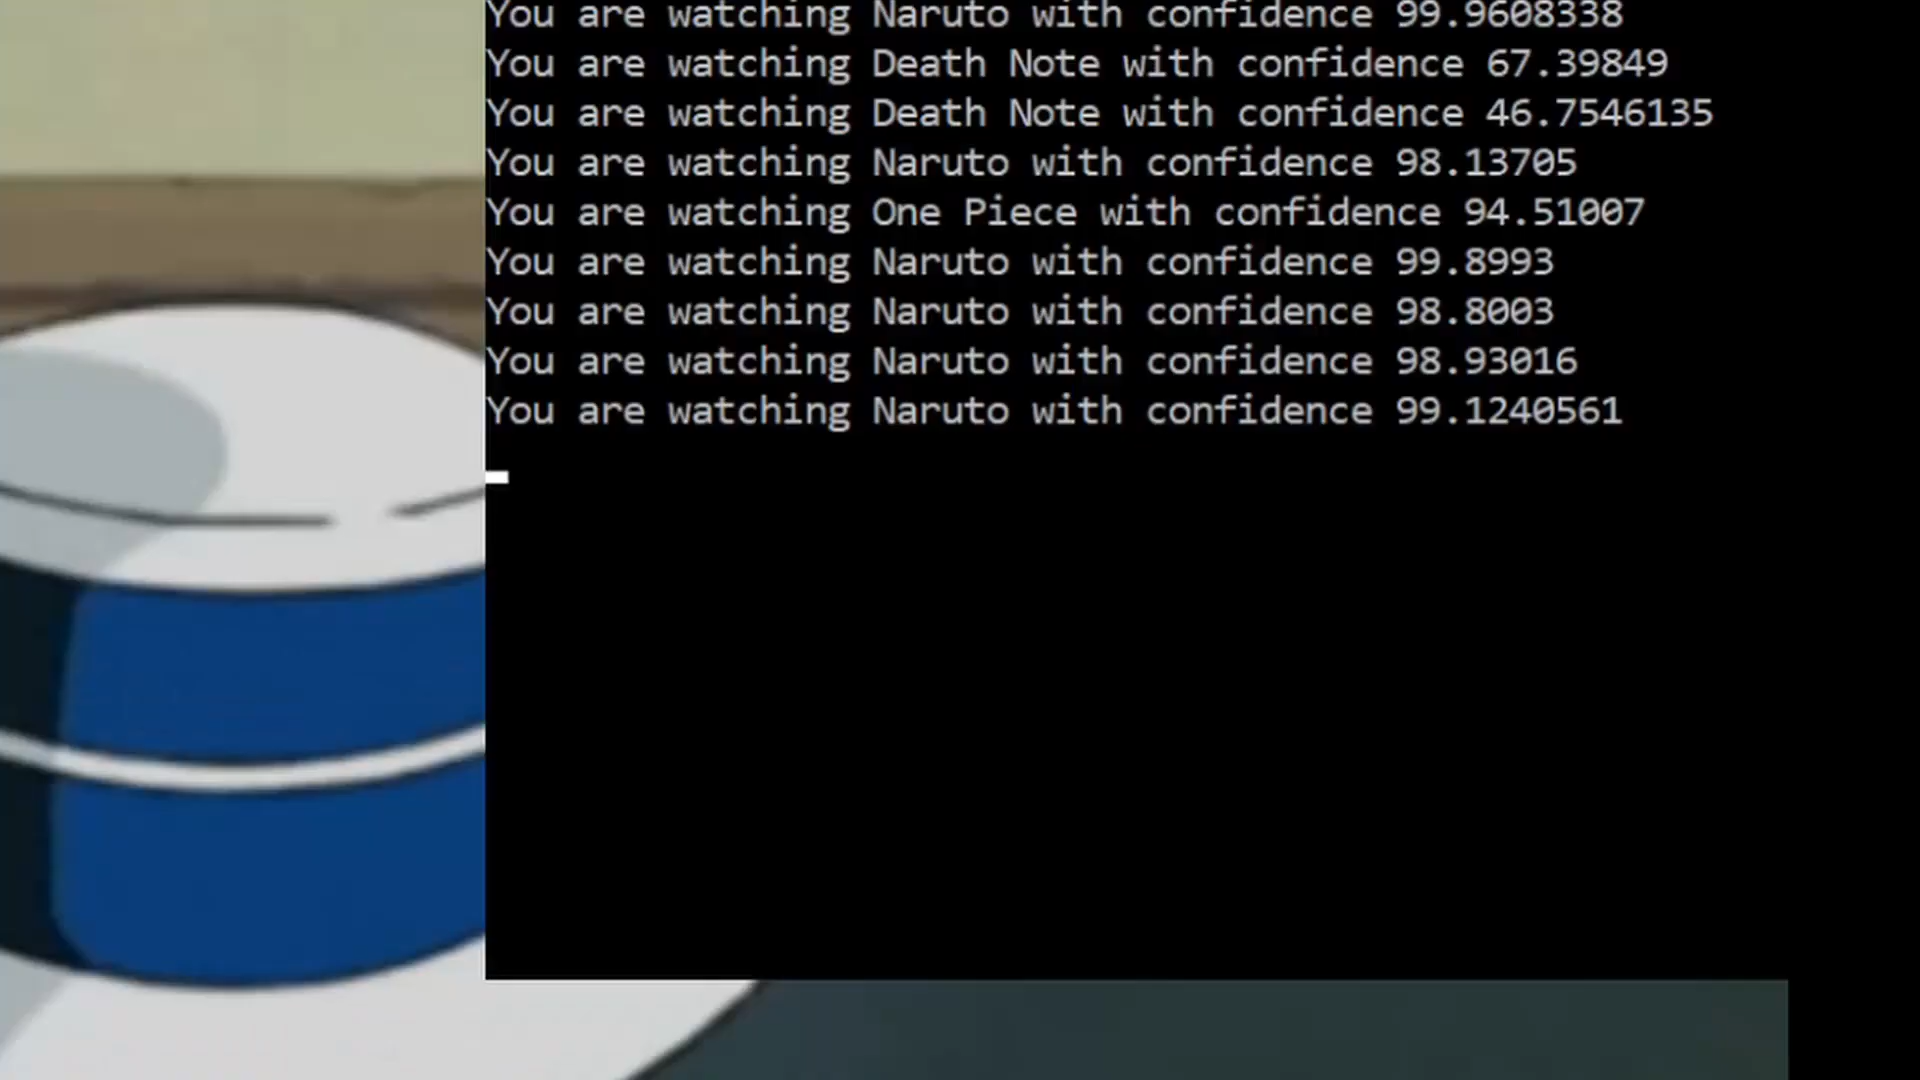 You are watching Naruto with confidence 99.9608338
You are watching Death Note with confidence 67.39849
You are watching Death Note with confidence 46.7546135
You are watching Naruto with confidence 98.13705
You are watching One Piece with confidence 94.51007
You are watching Naruto with confidence 99.8993
You are watching Naruto with confidence 98.8003
You are watching Naruto with confidence 98.93016
You are watching Naruto with confidence 99.1240561